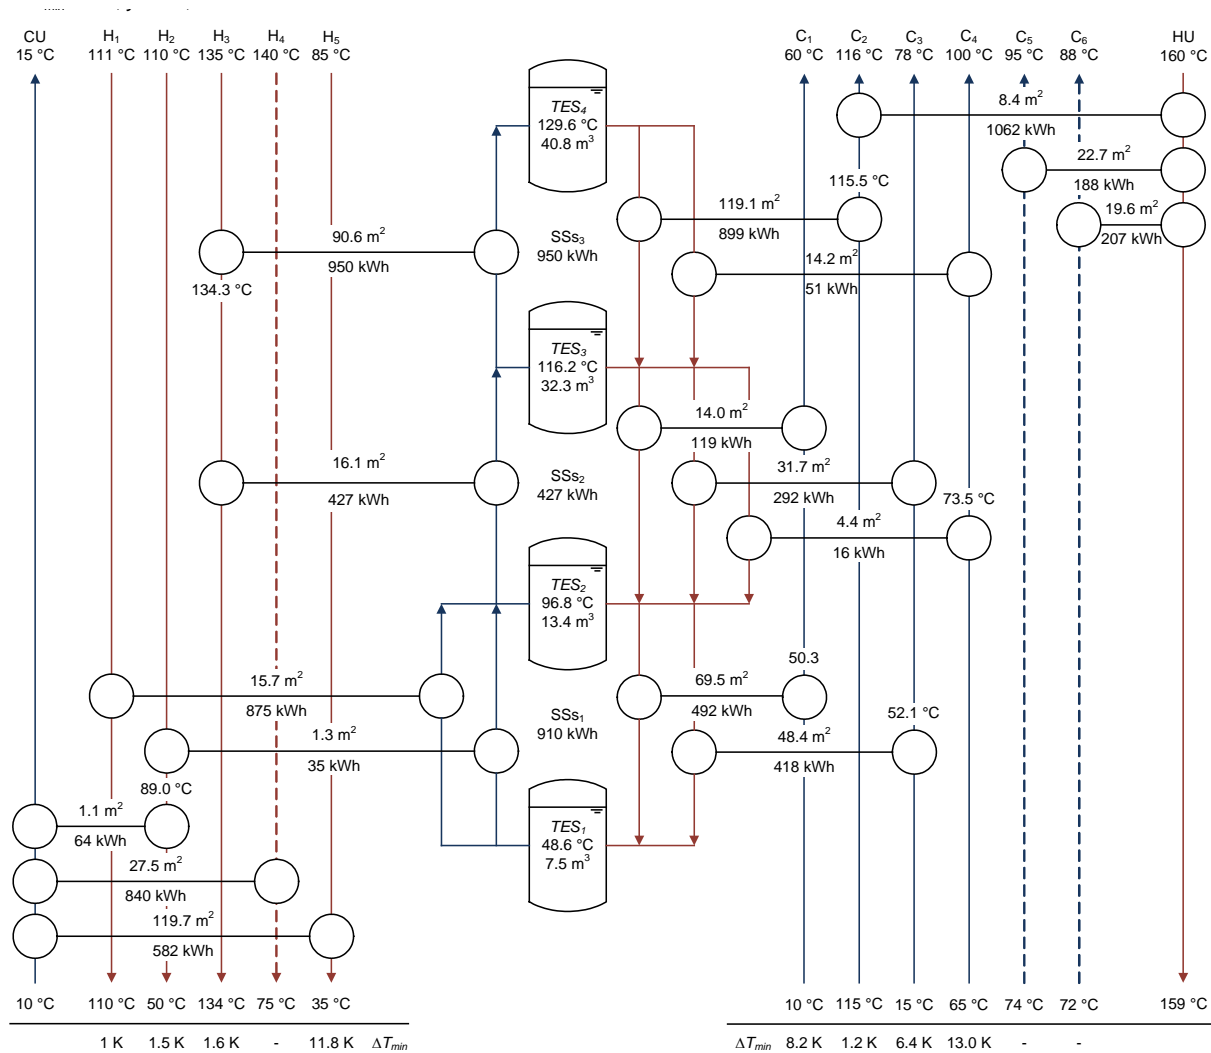 CU H₁ H₂ H₃ H₄ H₅ C₁ C₂ C₃ C₄ C₅ C₆ HU
15 °C 111 °C 110 °C 135 °C 140 °C 85 °C 60 °C 116 °C 78 °C 100 °C 95 °C 88 °C 160 °C
TES₄
129.6 °C
40.8 m³
8.4 m²
1062 kWh
22.7 m²
188 kWh
115.5 °C
19.6 m²
207 kWh
119.1 m²
899 kWh
90.6 m²
950 kWh
SSs₃
950 kWh
14.2 m²
51 kWh
134.3 °C
TES₃
116.2 °C
32.3 m³
14.0 m²
119 kWh
16.1 m²
427 kWh
SSs₂
427 kWh
31.7 m²
292 kWh
73.5 °C
4.4 m²
16 kWh
TES₂
96.8 °C
13.4 m³
50.3
15.7 m²
875 kWh
69.5 m²
492 kWh
SSs₁
910 kWh
52.1 °C
1.3 m²
35 kWh
48.4 m²
418 kWh
89.0 °C
1.1 m²
64 kWh
TES₁
48.6 °C
7.5 m³
27.5 m²
840 kWh
119.7 m²
582 kWh
10 °C 110 °C 50 °C 134 °C 75 °C 35 °C 10 °C 115 °C 15 °C 65 °C 74 °C 72 °C 159 °C
1 K 1.5 K 1.6 K - 11.8 K ΔTmin ΔTmin 8.2 K 1.2 K 6.4 K 13.0 K - -